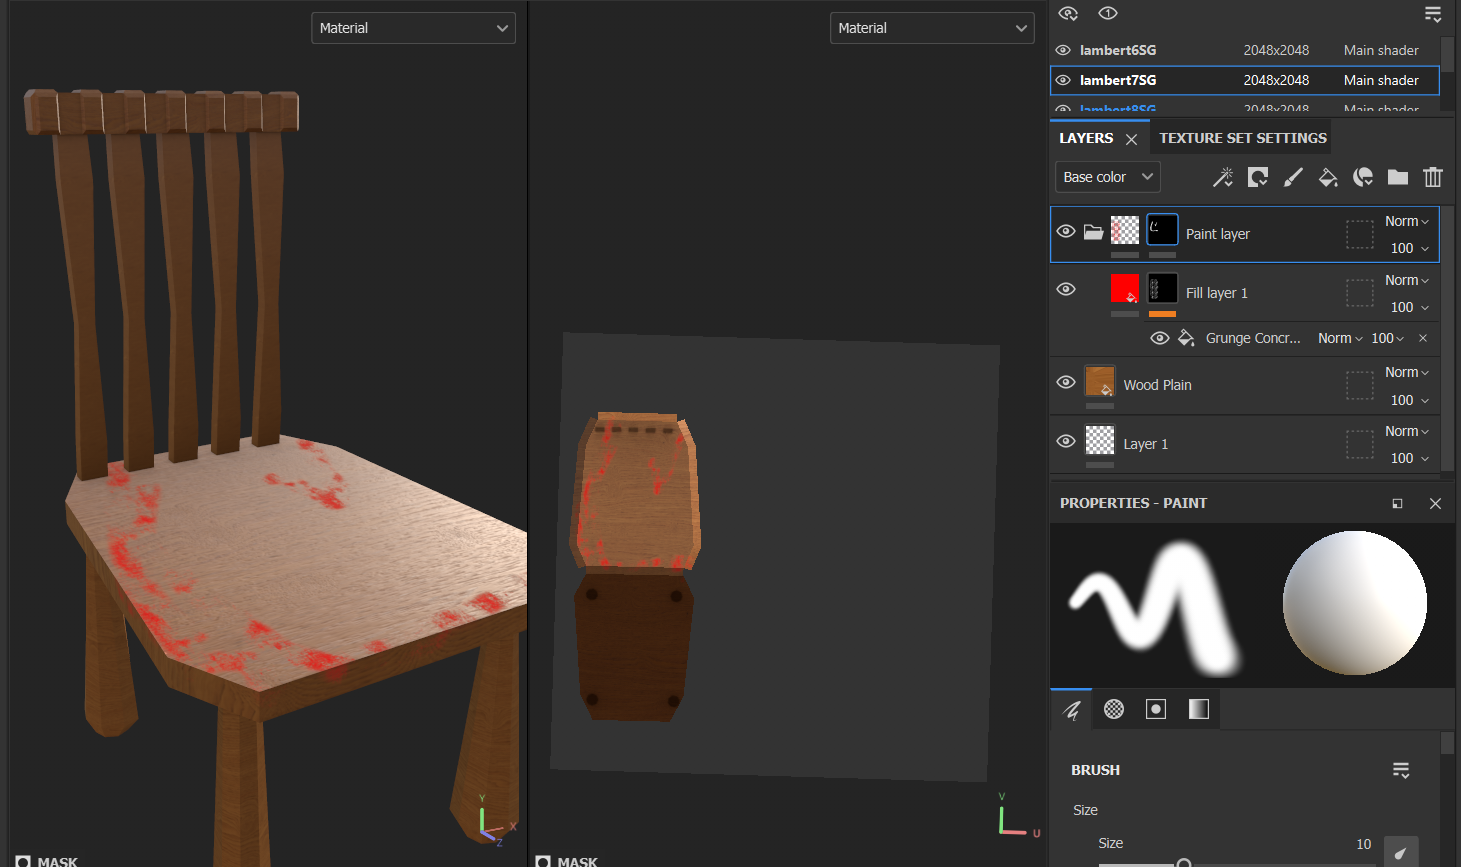 Material
Material
1
lambert6SG 2048x2048 Main shader
lambert7SG 2048x2048 Main shader
lambert8SG 2048x2048 Main shader
LAYERS TEXTURE SET SETTINGS
Base color
Paint layer Norm
100
Fill layer 1 Norm
100
Grunge Concr... Norm 100
Wood Plain Norm
100
Layer 1 Norm
100
PROPERTIES - PAINT
BRUSH
Size
Size 10
Y
X
Z
V
U
MASK
MASK